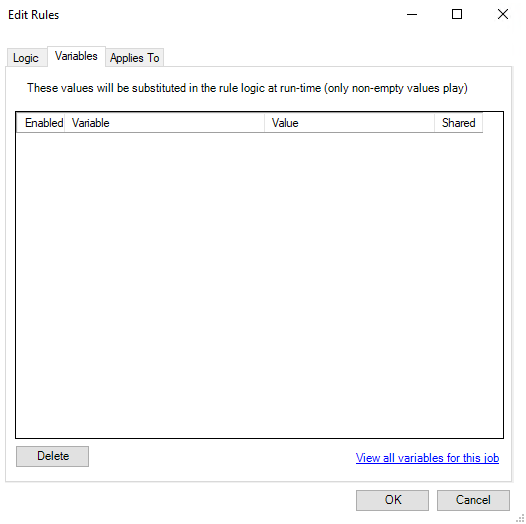 Edit Rules
Logic Variables Applies To
These values will be substituted in the rule logic at run-time (only non-empty values play)
Enabled Variable Value Shared
Delete View all variables for this job
OK Cancel